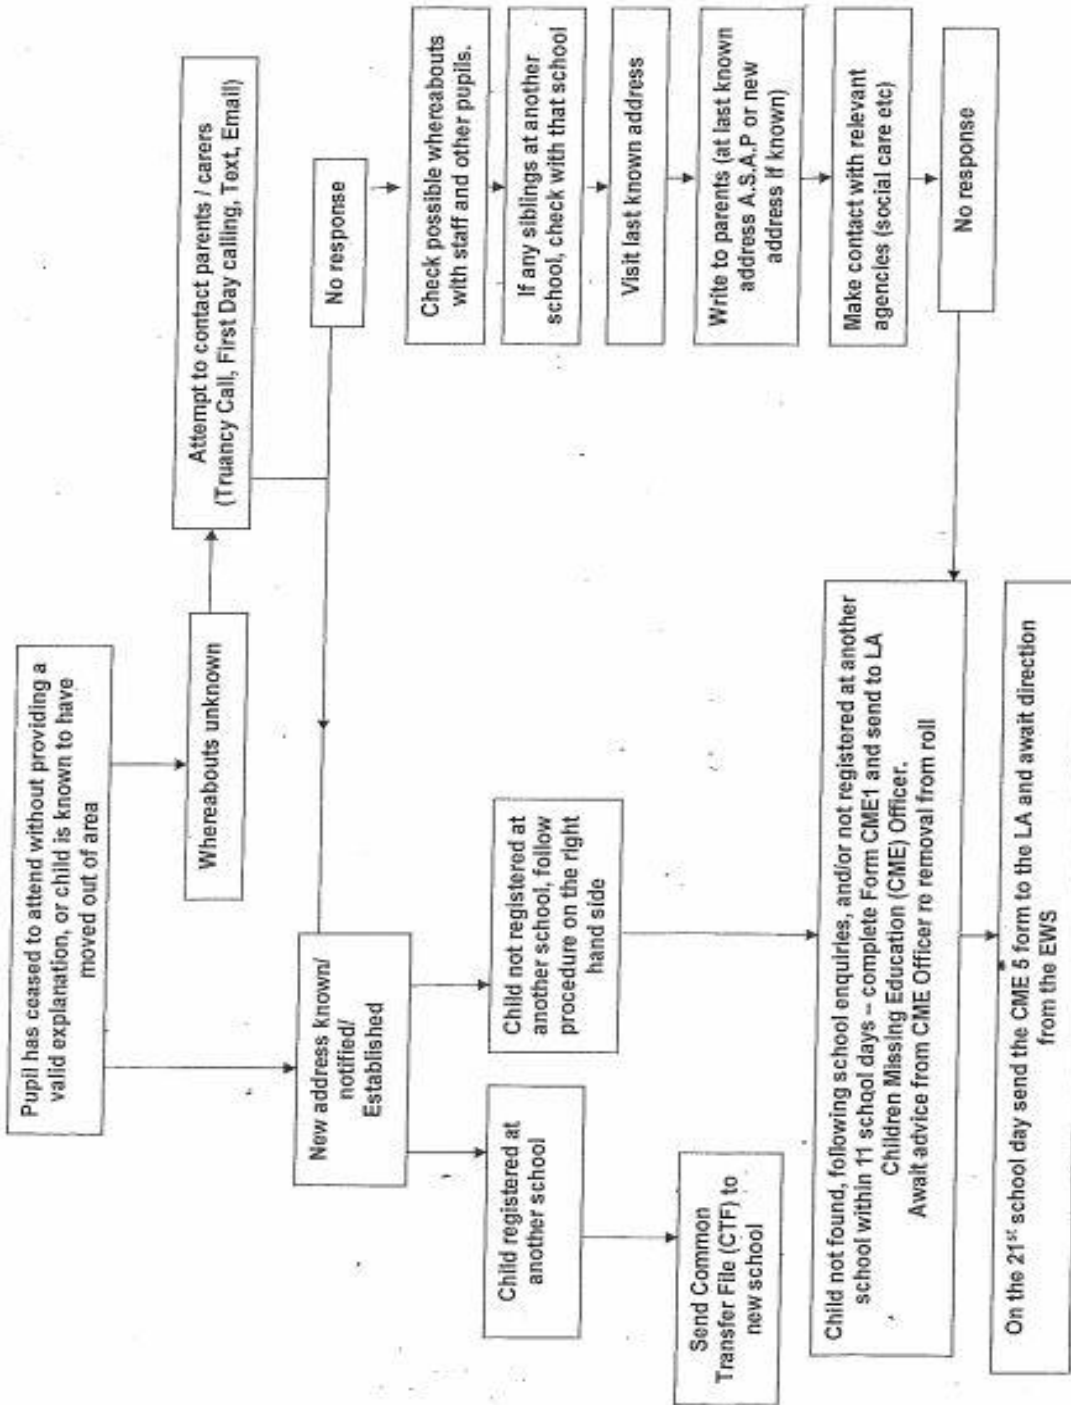 Pupil has ceased to attend without providing a
valid explanation, or child is known to have
moved out of area
Whereabouts unknown
Attempt to contact parents / carers
(Truancy Call, First Day calling, Text, Email)
New address known/
notified/
Established
No response
Check possible whereabouts
with staff and other pupils.
If any siblings at another
school, check with that school
Visit last known address
Write to parents (at last known
address A.S.A.P or new
address if known)
Make contact with relevant
agencies (social care etc)
No response
Child registered at
another school
Child not registered at
another school, follow
procedure on the right
hand side
Send Common
Transfer File (CTF) to
new school
Child not found, following school enquiries, and/or not registered at another
school within 11 school days – complete Form CME1 and send to LA
Children Missing Education (CME) Officer.
Await advice from CME Officer re removal from roll
On the 21st school day send the CME 5 form to the LA and await direction
from the EWS